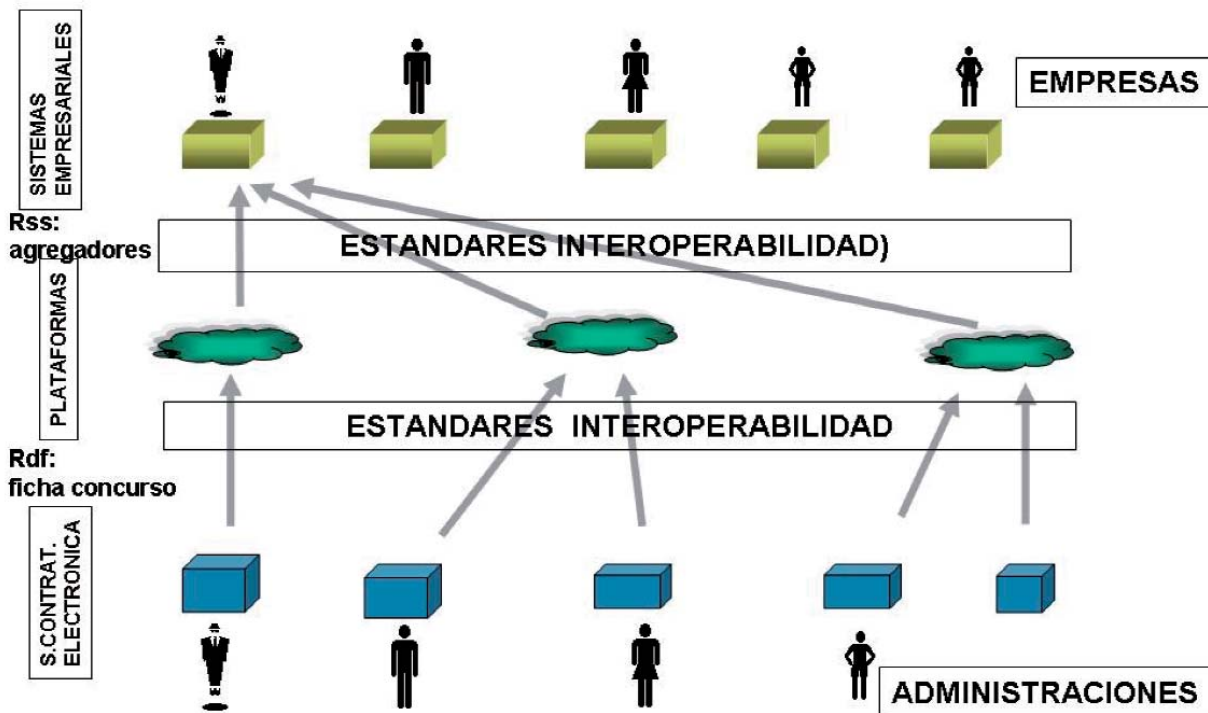 SISTEMAS
EMPRESARIALES
EMPRESAS
Rss:
agregadores
ESTANDARES INTEROPERABILIDAD)
PLATAFORMAS
ESTANDARES INTEROPERABILIDAD
Rdf:
ficha concurso
S.CONTRAT.
ELECTRONICA
ADMINISTRACIONES